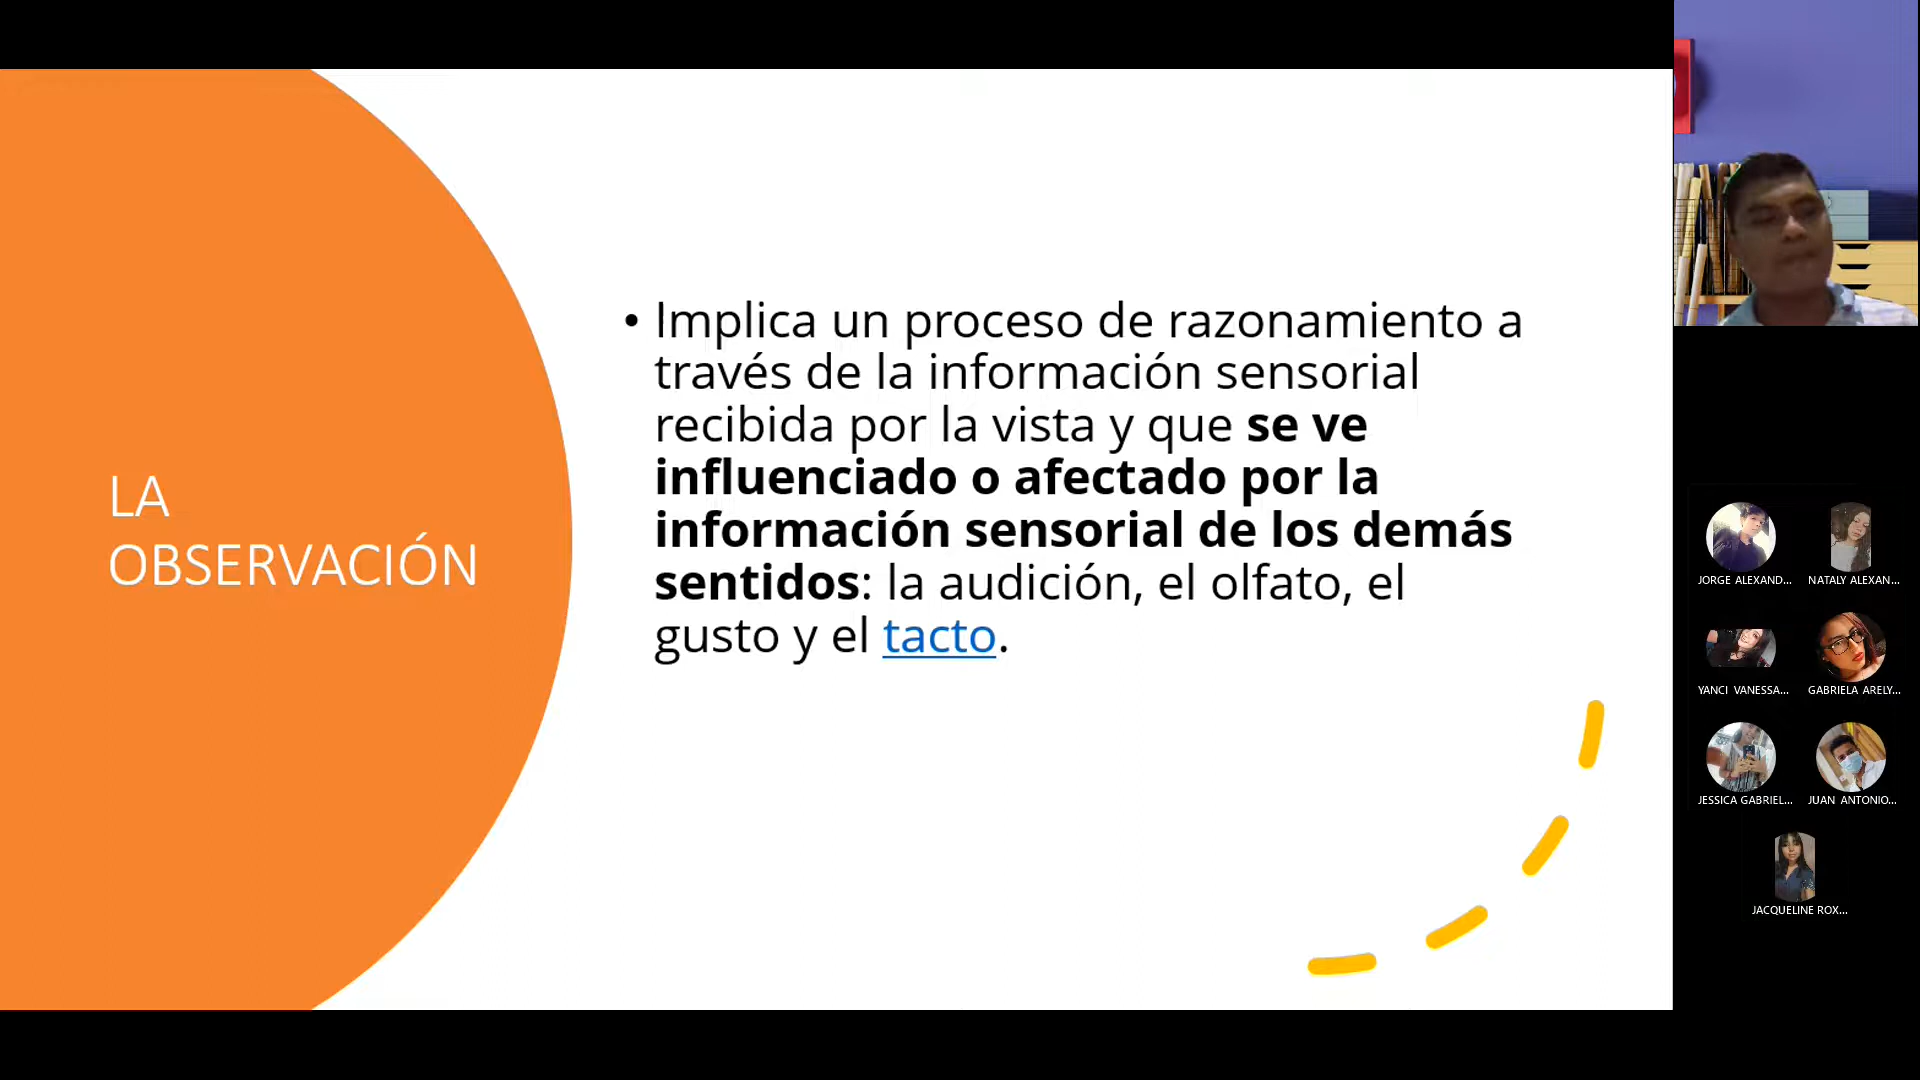 LA
OBSERVACIÓN
• Implica un proceso de razonamiento a
través de la información sensorial
recibida por la vista y que se ve
influenciado o afectado por la
información sensorial de los demás
sentidos: la audición, el olfato, el
gusto y el tacto.
JORGE ALEXAND...
NATALY ALEXAN...
YANCI VANESSA...
GABRIELA ARELY...
JESSICA GABRIEL...
JUAN ANTONIO...
JACQUELINE ROX...